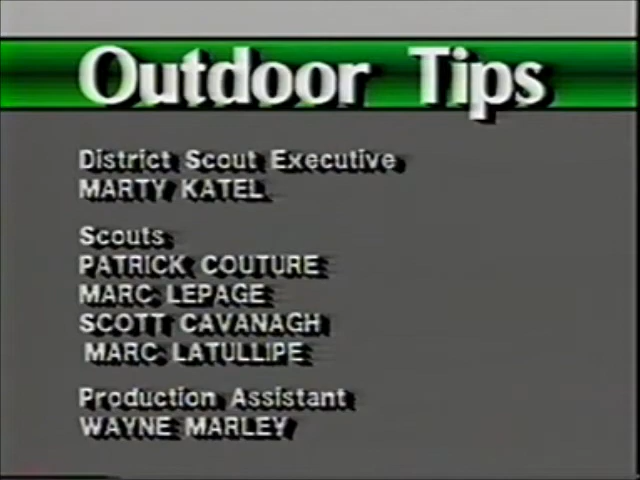 Outdoor Tips
District Scout Executive
MARTY KATEL
Scouts
PATRICK COUTURE
MARC LEPAGE
SCOTT CAVANAGH
MARC LATULLIPE
Production Assistant
WAYNE MARLEY